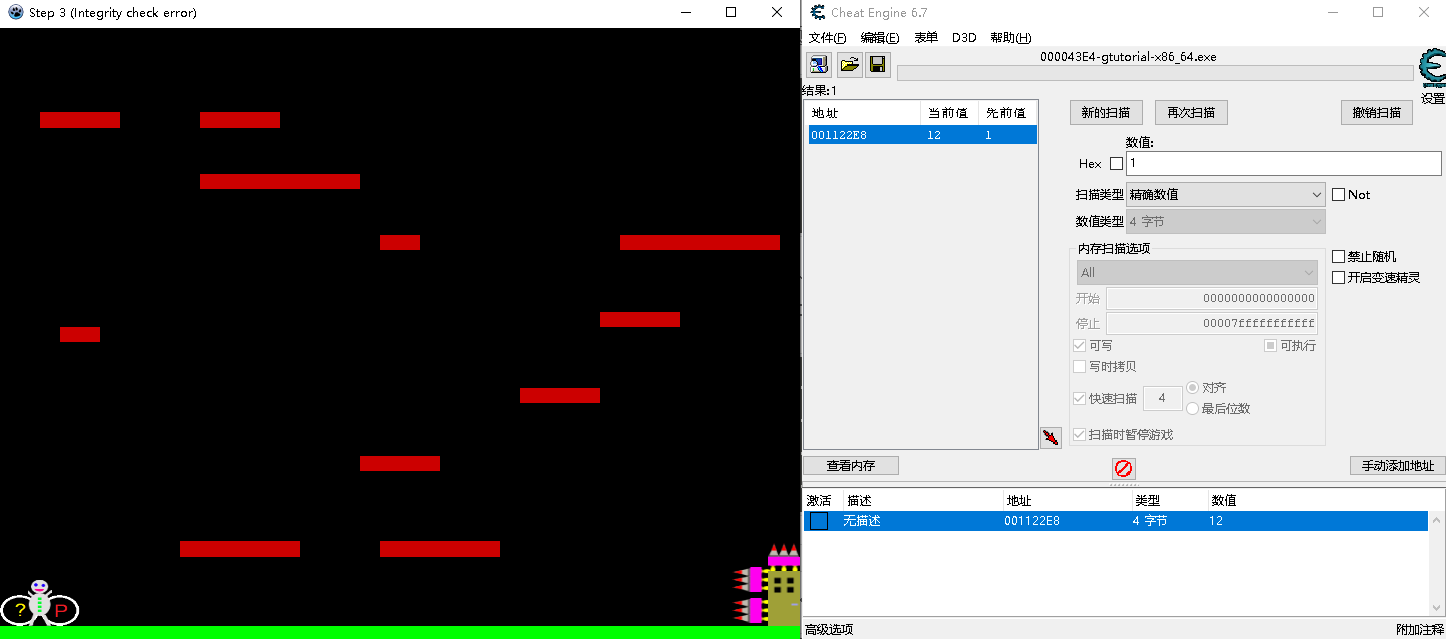 Step 3 (Integrity check error)
? P
Cheat Engine 6.7
文件(F) 编辑(E) 表单 D3D 帮助(H)
000043E4-gtutorial-x86_64.exe
设置
结果:1
地址 当前值 先前值
001122E8 12 1
新的扫描 再次扫描 撤销扫描
数值:
Hex 1
扫描类型 精确数值 Not
数值类型 4 字节
内存扫描选项
All
禁止随机
开启变速精灵
开始 0000000000000000
停止 00007fffffffffff
可写 可执行
写时拷贝
快速扫描 4 对齐
最后位数
扫描时暂停游戏
查看内存 手动添加地址
激活 描述 地址 类型 数值
无描述 001122E8 4 字节 12
高级选项 附加注释